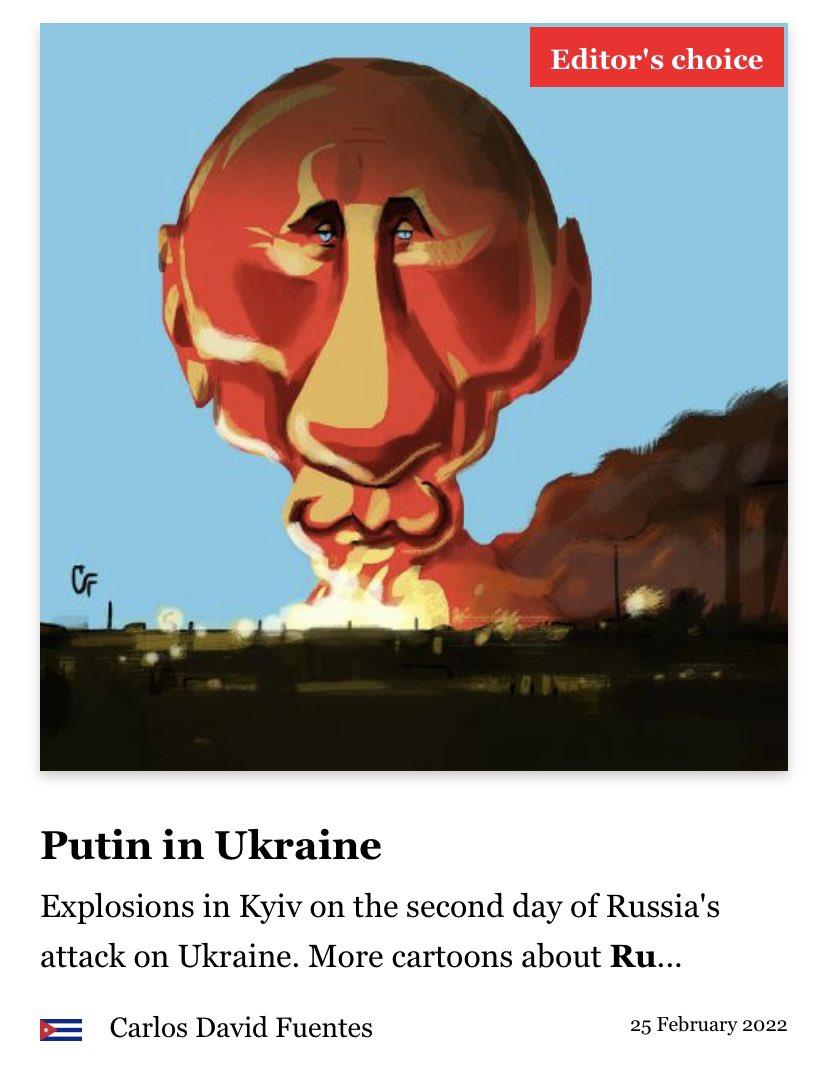 Editor's choice
CF
Putin in Ukraine
Explosions in Kyiv on the second day of Russia's
attack on Ukraine. More cartoons about Ru...
Carlos David Fuentes
25 February 2022